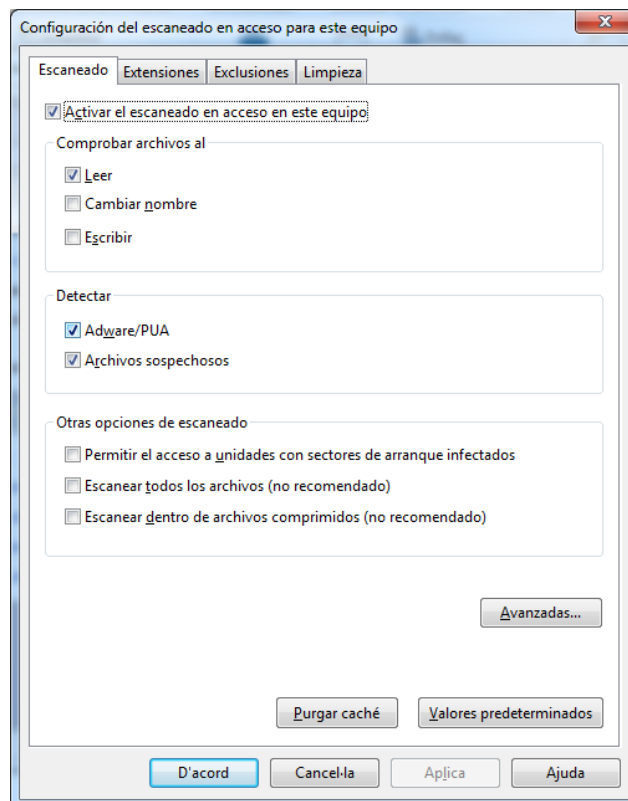 Configuración del escaneado en acceso para este equipo
Escaneado Extensiones Exclusiones Limpieza
Activar el escaneado en acceso en este equipo
Comprobar archivos al
Leer
Cambiar nombre
Escribir
Detectar
Adware/PUA
Archivos sospechosos
Otras opciones de escaneado
Permitir el acceso a unidades con sectores de arranque infectados
Escanear todos los archivos (no recomendado)
Escanear dentro de archivos comprimidos (no recomendado)
Avanzadas...
Purgar caché Valores predeterminados
D'acord Cancel·la Aplica Ajuda